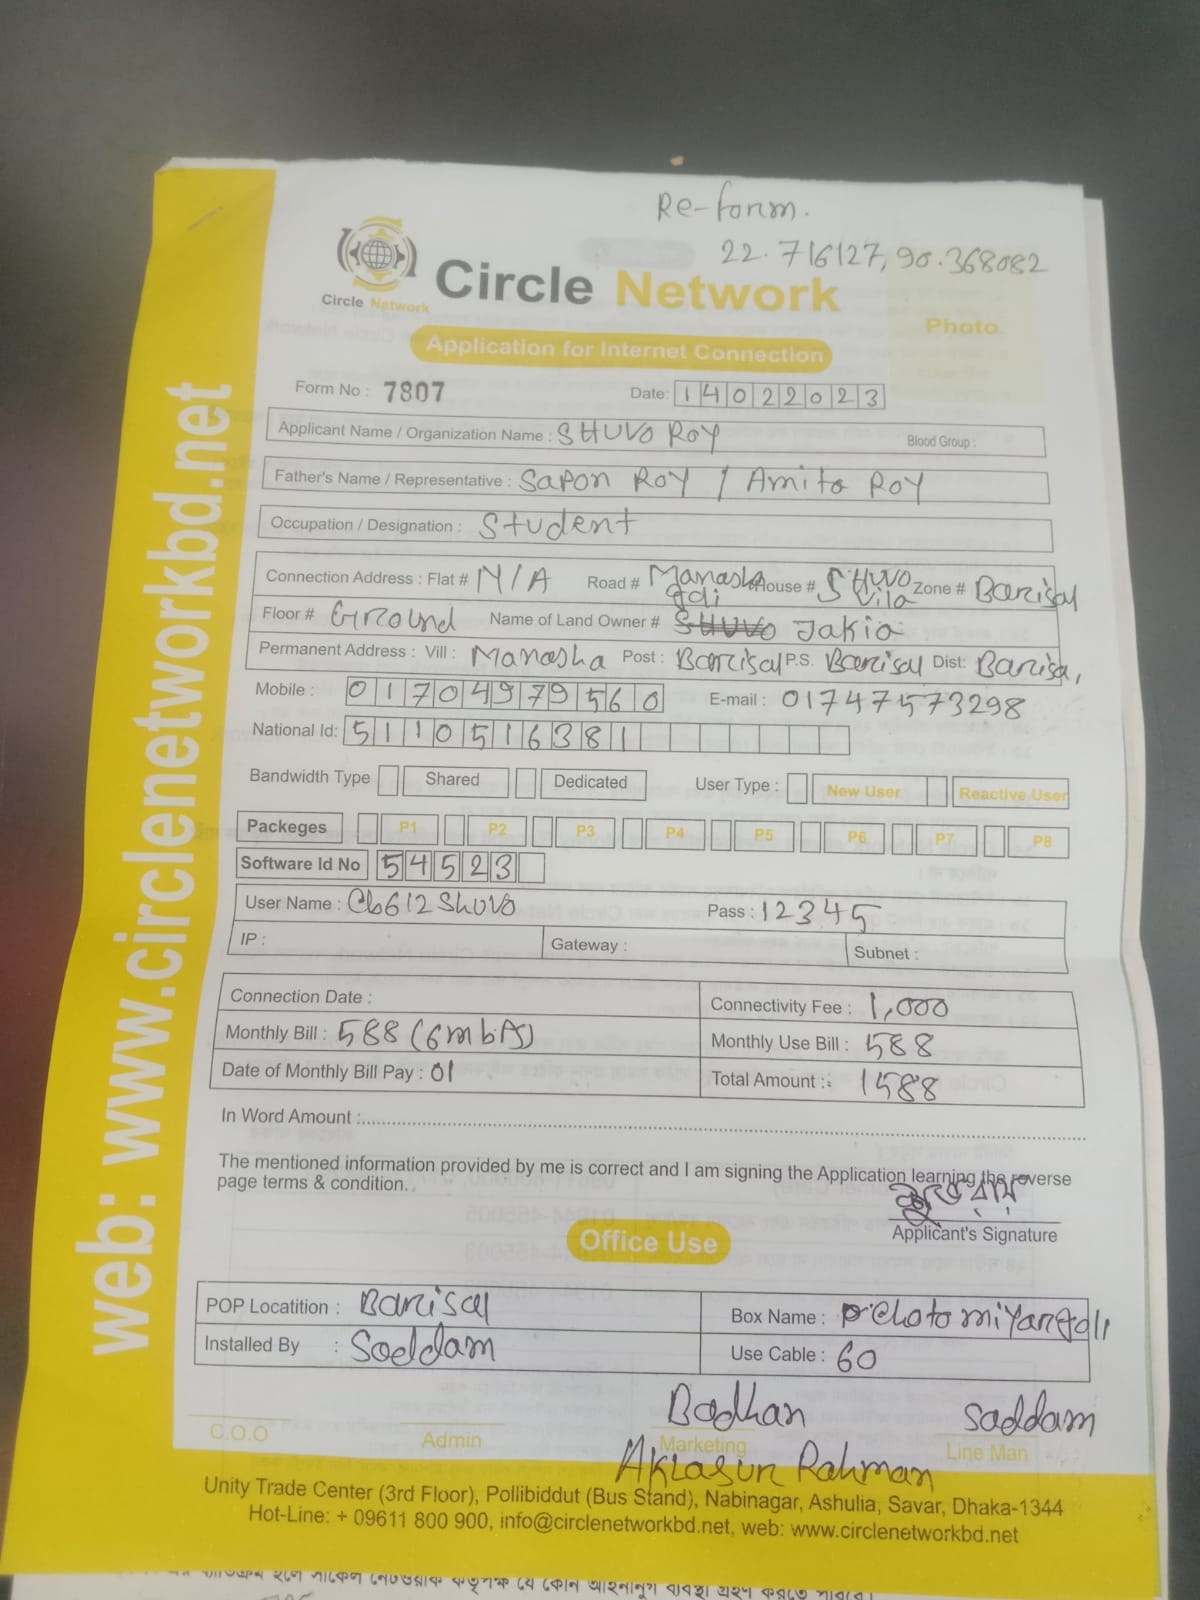 Re-form.
22.716127, 90.368082
Circle Network
Circle Network
Photo
Application for Internet Connection
Form No : 7807
Date: 14022023
Applicant Name / Organization Name : SHUVO ROY Blood Group :
Father's Name / Representative : Sapon ROY / Amita ROY
Occupation / Designation : Student
Connection Address : Flat # N/A Road # Manasha gdi House # SHUVO Vila Zone # Barisal
Floor # Ground Name of Land Owner # SHUVO Jakia
Permanent Address : Vill : Manasha Post : Barisal P.S. Barisal Dist: Barisal
Mobile : 01704979560 E-mail : 01747573298
National Id: 5110516381
Bandwidth Type Shared Dedicated User Type : New User Reactive User
Packeges P1 P2 P3 P4 P5 P6 P7 P8
Software Id No 54523
User Name : Cb612Shuvo Pass : 12345
IP : Gateway : Subnet :
Connection Date : Connectivity Fee : 1,000
Monthly Bill : 588 (6mbps) Monthly Use Bill : 588
Date of Monthly Bill Pay : 01 Total Amount : 1588
In Word Amount :
The mentioned information provided by me is correct and I am signing the Application learning the reverse
page terms & condition.
শুভ রায়
Applicant's Signature
Office Use
POP Locatition : Barisal Box Name : Chotomiyangoli
Installed By : Saddam Use Cable : 60
Badhan Saddam
C.O.O Admin Marketing Line Man
Rahman
Unity Trade Center (3rd Floor), Pollibiddut (Bus Stand), Nabinagar, Ashulia, Savar, Dhaka-1344
Hot-Line: + 09611 800 900, info@circlenetworkbd.net, web: www.circlenetworkbd.net
web: www.circlenetworkbd.net